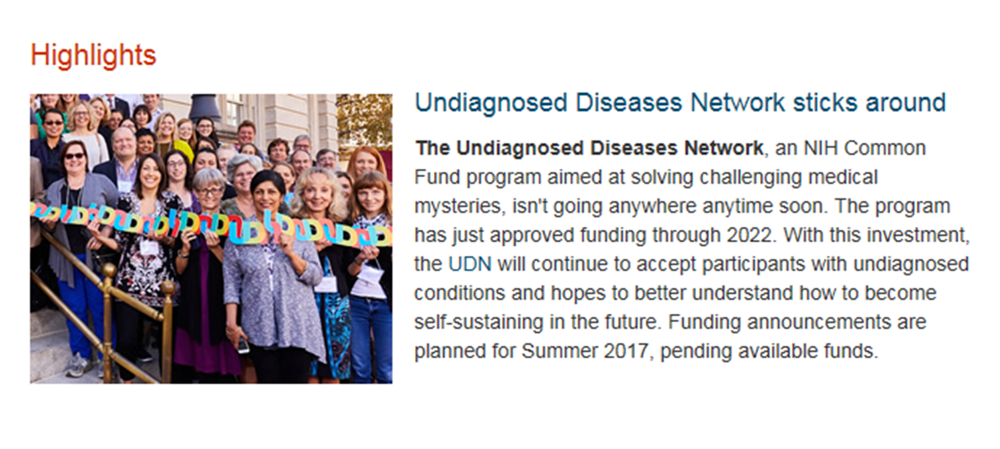 Highlights
Undiagnosed Diseases Network sticks around
The Undiagnosed Diseases Network, an NIH Common
Fund program aimed at solving challenging medical
mysteries, isn't going anywhere anytime soon. The program
has just approved funding through 2022. With this investment,
the UDN will continue to accept participants with undiagnosed
conditions and hopes to better understand how to become
self-sustaining in the future. Funding announcements are
planned for Summer 2017, pending available funds.